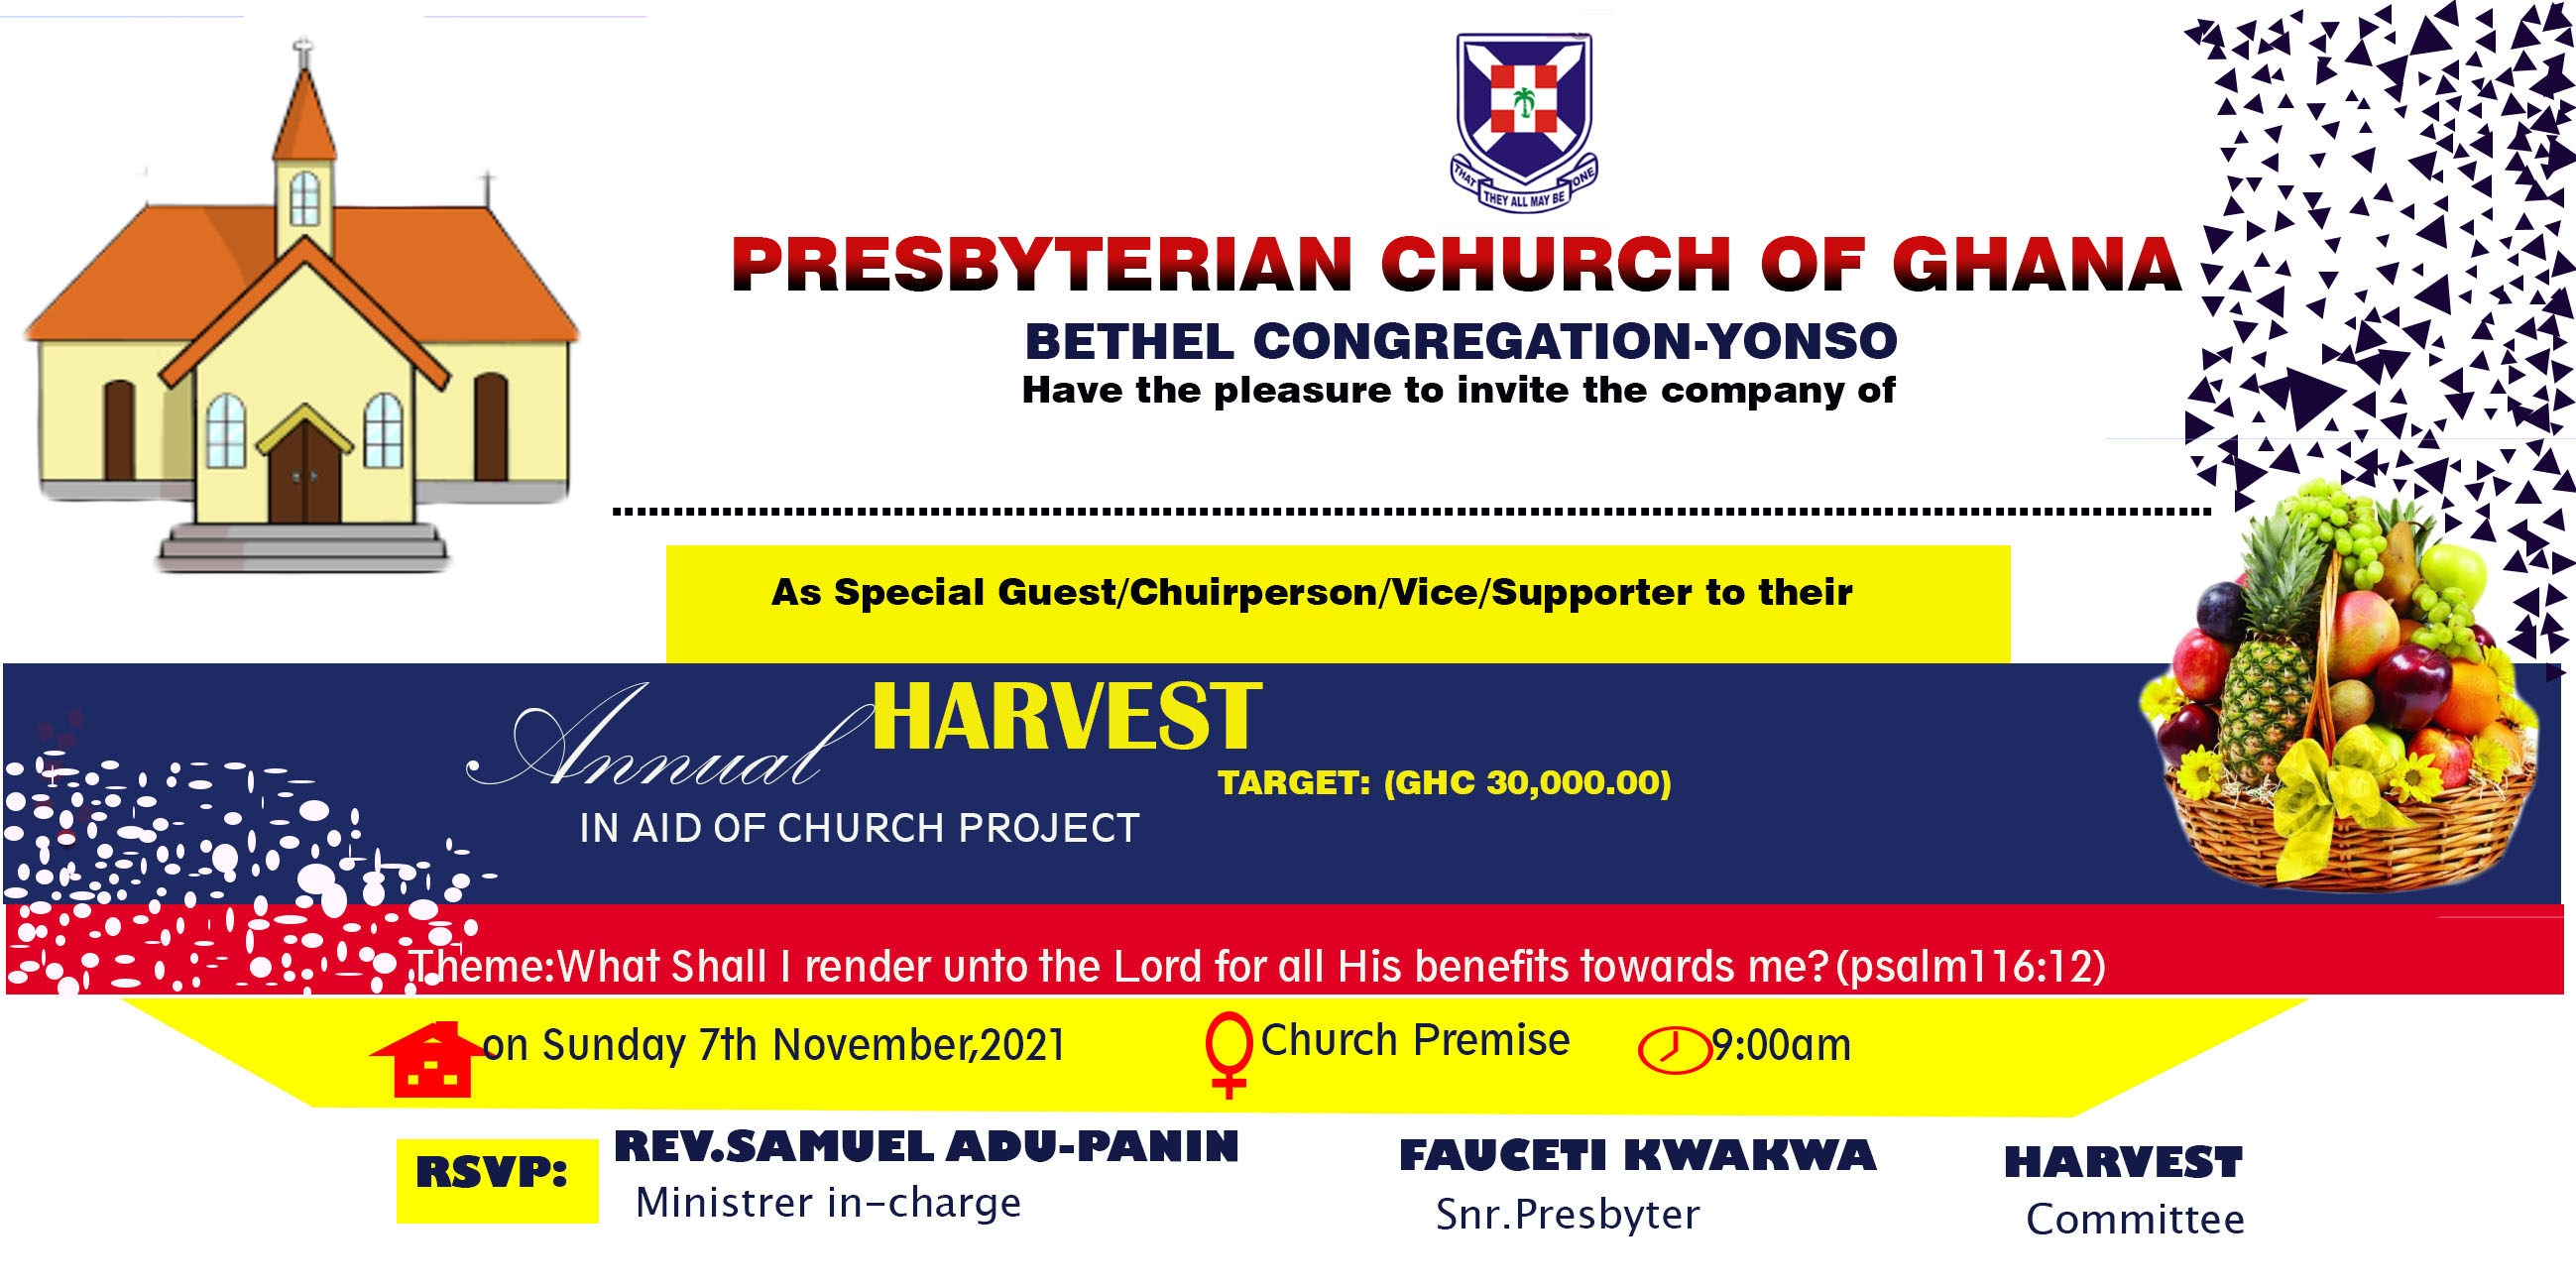 THAT THEY ALL MAY BE ONE
PRESBYTERIAN CHURCH OF GHANA
BETHEL CONGREGATION-YONSO
Have the pleasure to invite the company of
As Special Guest/Chuirperson/Vice/Supporter to their
Annual HARVEST
TARGET: (GHC 30,000.00)
IN AID OF CHURCH PROJECT
Theme:What Shall I render unto the Lord for all His benefits towards me?(psalm116:12)
on Sunday 7th November,2021 Church Premise 9:00am
RSVP: REV.SAMUEL ADU-PANIN FAUCETI KWAKWA HARVEST
Ministrer in-charge Snr.Presbyter Committee